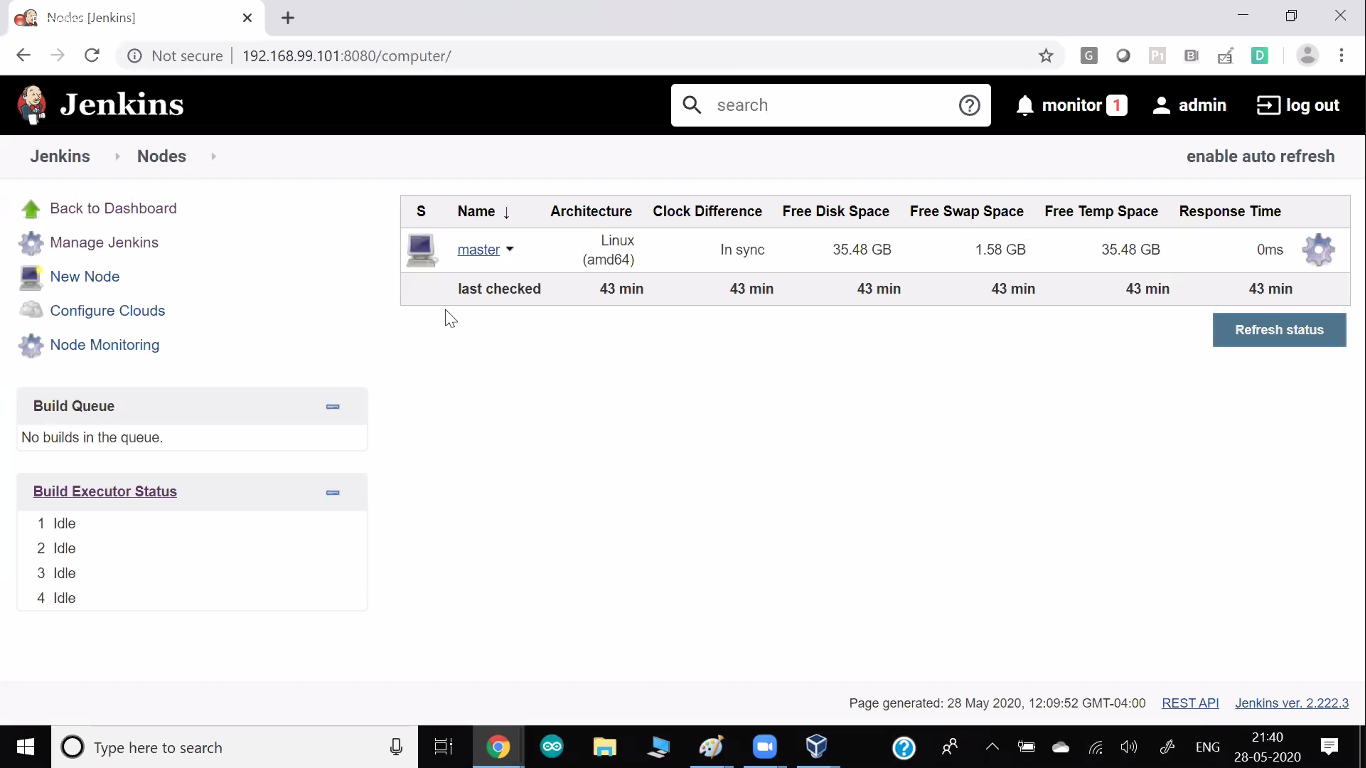 Nodes [Jenkins]
Not secure | 192.168.99.101:8080/computer/
Jenkins
search
monitor 1
admin
log out
Jenkins
Nodes
enable auto refresh
Back to Dashboard
Manage Jenkins
New Node
Configure Clouds
Node Monitoring
S Name ↓ Architecture Clock Difference Free Disk Space Free Swap Space Free Temp Space Response Time
master Linux (amd64) In sync 35.48 GB 1.58 GB 35.48 GB 0ms
last checked 43 min 43 min 43 min 43 min 43 min 43 min
Refresh status
Build Queue
No builds in the queue.
Build Executor Status
1 Idle
2 Idle
3 Idle
4 Idle
Page generated: 28 May 2020, 12:09:52 GMT-04:00 REST API Jenkins ver. 2.222.3
Type here to search
ENG
21:40
28-05-2020